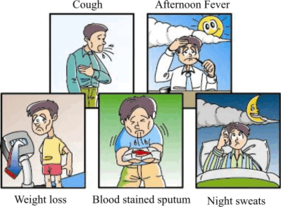 Cough
Afternoon Fever
Weight loss
Blood stained sputum
Night sweats